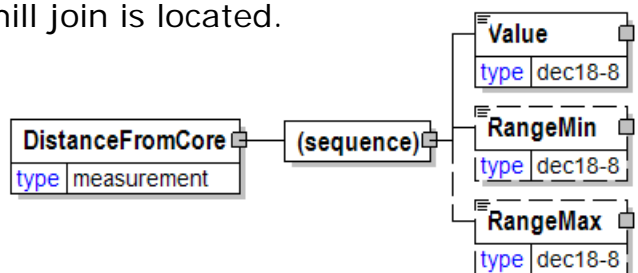 join is located.
Value
type dec18-8
DistanceFromCore
type measurement
(sequence)
RangeMin
type dec18-8
RangeMax
type dec18-8